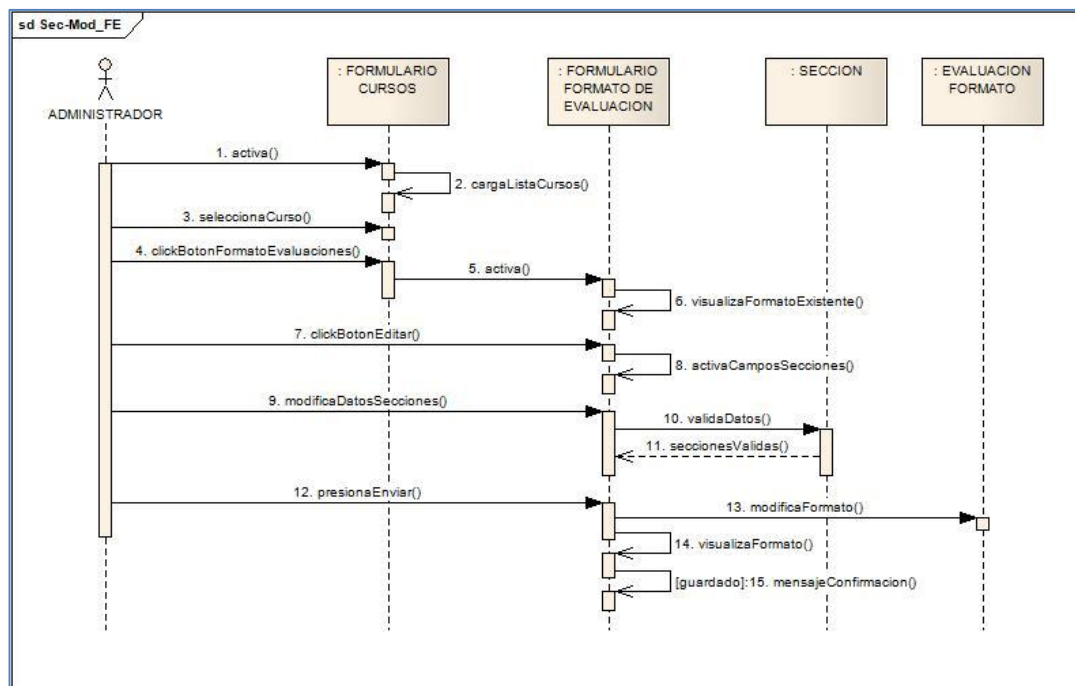 sd Sec-Mod_FE
ADMINISTRADOR
: FORMULARIO
CURSOS
: FORMULARIO
FORMATO DE
EVALUACION
: SECCION
: EVALUACION
FORMATO
1. activa()
2. cargaListaCursos()
3. seleccionaCurso()
4. clickBotonFormatoEvaluaciones()
5. activa()
6. visualizaFormatoExistente()
7. clickBotonEditar()
8. activaCamposSecciones()
9. modificaDatosSecciones()
10. validaDatos()
11. seccionesValidas()
12. presionaEnviar()
13. modificaFormato()
14. visualizaFormato()
[guardado]:15. mensajeConfirmacion()